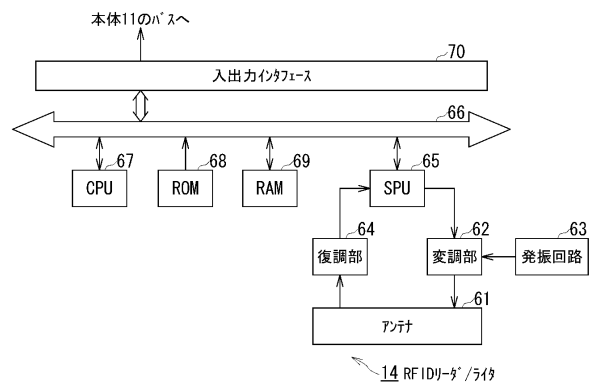 本体11のﾊﾞｽへ
70
入出力ｲﾝﾀﾌｪｰｽ
66
67
68
69
65
CPU
ROM
RAM
SPU
64
62
63
復調部
変調部
発振回路
61
ｱﾝﾃﾅ
14 RFIDﾘｰﾀﾞ/ﾗｲﾀ